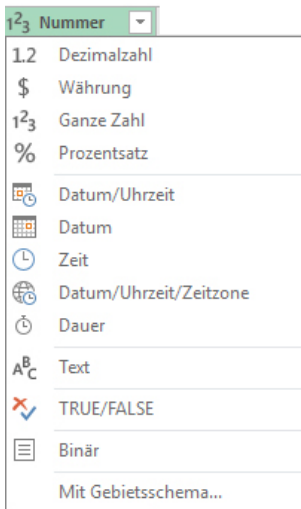 1²3 Nummer
1.2 Dezimalzahl
$ Währung
1²3 Ganze Zahl
% Prozentsatz
Datum/Uhrzeit
Datum
Zeit
Datum/Uhrzeit/Zeitzone
Dauer
ABC Text
TRUE/FALSE
Binär
Mit Gebietsschema...